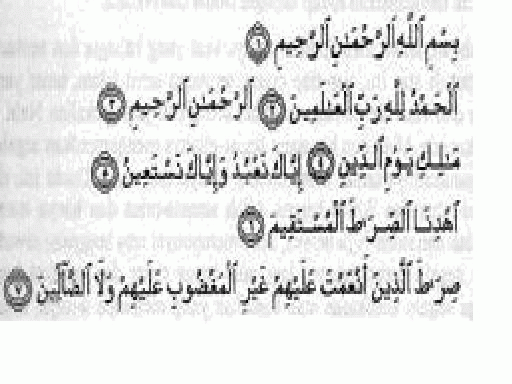 بِسْمِ ٱللَّهِ ٱلرَّحْمَٰنِ ٱلرَّحِيمِ ١
ٱلْحَمْدُ لِلَّهِ رَبِّ ٱلْعَٰلَمِينَ ٢ ٱلرَّحْمَٰنِ ٱلرَّحِيمِ ٣
مَٰلِكِ يَوْمِ ٱلدِّينِ ٤ إِيَّاكَ نَعْبُدُ وَإِيَّاكَ نَسْتَعِينُ ٥
ٱهْدِنَا ٱلصِّرَٰطَ ٱلْمُسْتَقِيمَ ٦
صِرَٰطَ ٱلَّذِينَ أَنْعَمْتَ عَلَيْهِمْ غَيْرِ ٱلْمَغْضُوبِ عَلَيْهِمْ وَلَا ٱلضَّآلِّينَ ٧